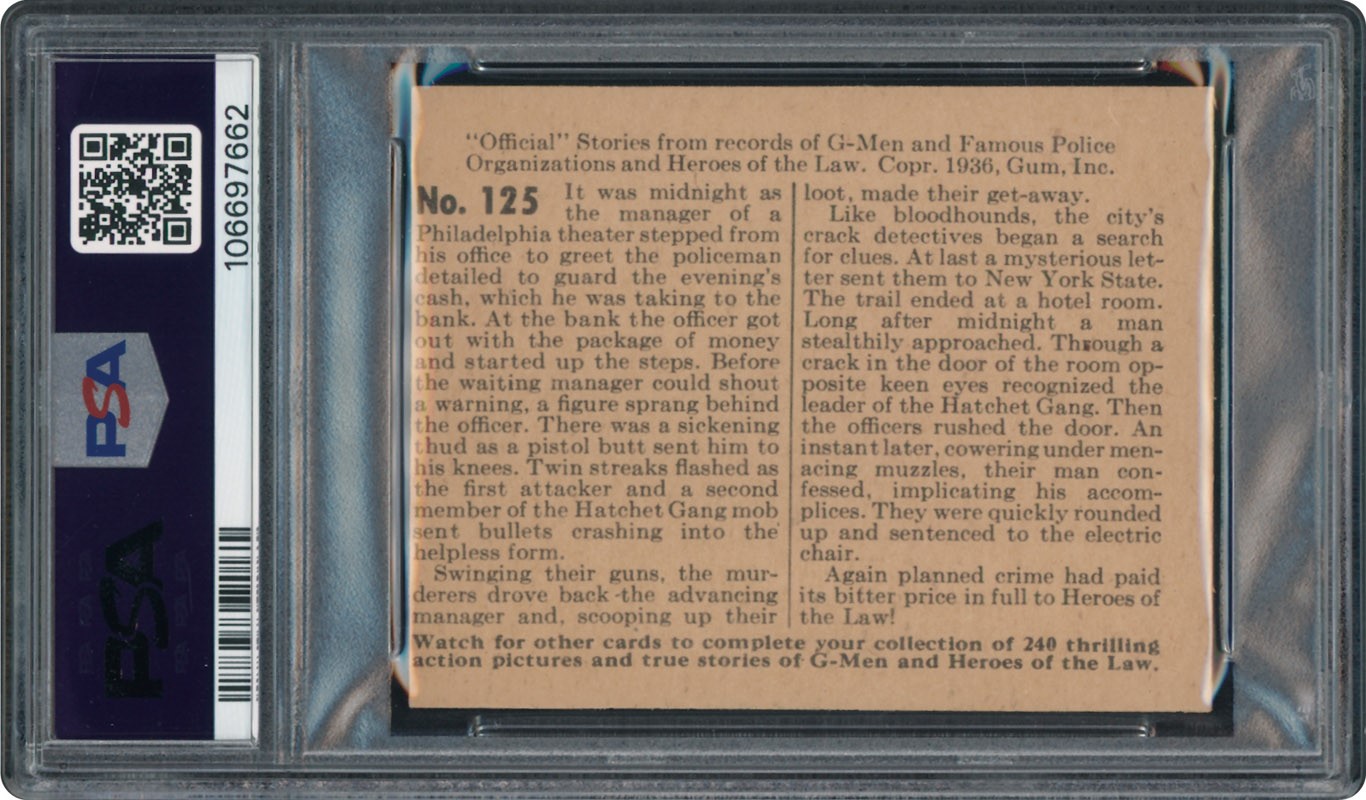 106697662
PSA
PSA
"Official" Stories from records of G-Men and Famous Police
Organizations and Heroes of the Law. Copr. 1936, Gum, Inc.
No. 125
It was midnight as
the manager of a
Philadelphia theater stepped from
his office to greet the policeman
detailed to guard the evening's
cash, which he was taking to the
bank. At the bank the officer got
out with the package of money
and started up the steps. Before
the waiting manager could shout
a warning, a figure sprang behind
the officer. There was a sickening
thud as a pistol butt sent him to
his knees. Twin streaks flashed as
the first attacker and a second
member of the Hatchet Gang mob
sent bullets crashing into the
helpless form.
Swinging their guns, the mur-
derers drove back the advancing
manager and, scooping up their
loot, made their get-away.
Like bloodhounds, the city's
crack detectives began a search
for clues. At last a mysterious let-
ter sent them to New York State.
The trail ended at a hotel room.
Long after midnight a man
stealthily approached. Through a
crack in the door of the room op-
posite keen eyes recognized the
leader of the Hatchet Gang. Then
the officers rushed the door. An
instant later, cowering under men-
acing muzzles, their man con-
fessed, implicating his accom-
plices. They were quickly rounded
up and sentenced to the electric
chair.
Again planned crime had paid
its bitter price in full to Heroes of
the Law!
Watch for other cards to complete your collection of 240 thrilling
action pictures and true stories of G-Men and Heroes of the Law.